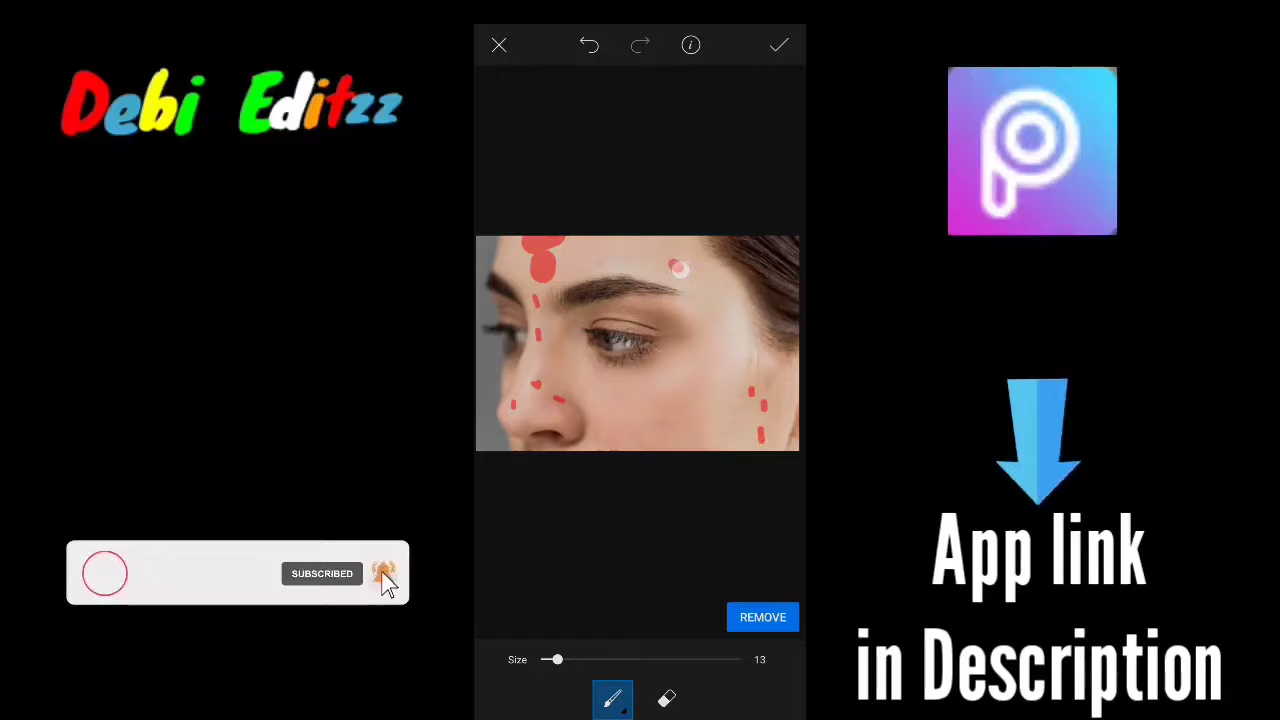 Debi Editzz
SUBSCRIBED
REMOVE
Size 13
App link
in Description